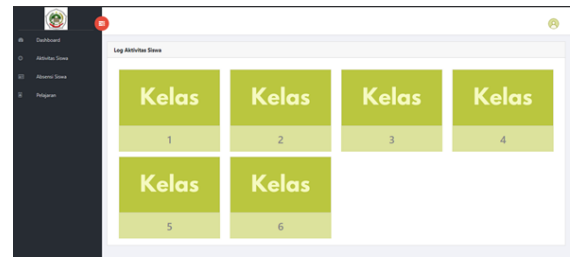 Dashboard
Aktivitas Siswa
Absensi Siswa
Pelajaran
Log Aktivitas Siswa
Kelas
1
Kelas
2
Kelas
3
Kelas
4
Kelas
5
Kelas
6